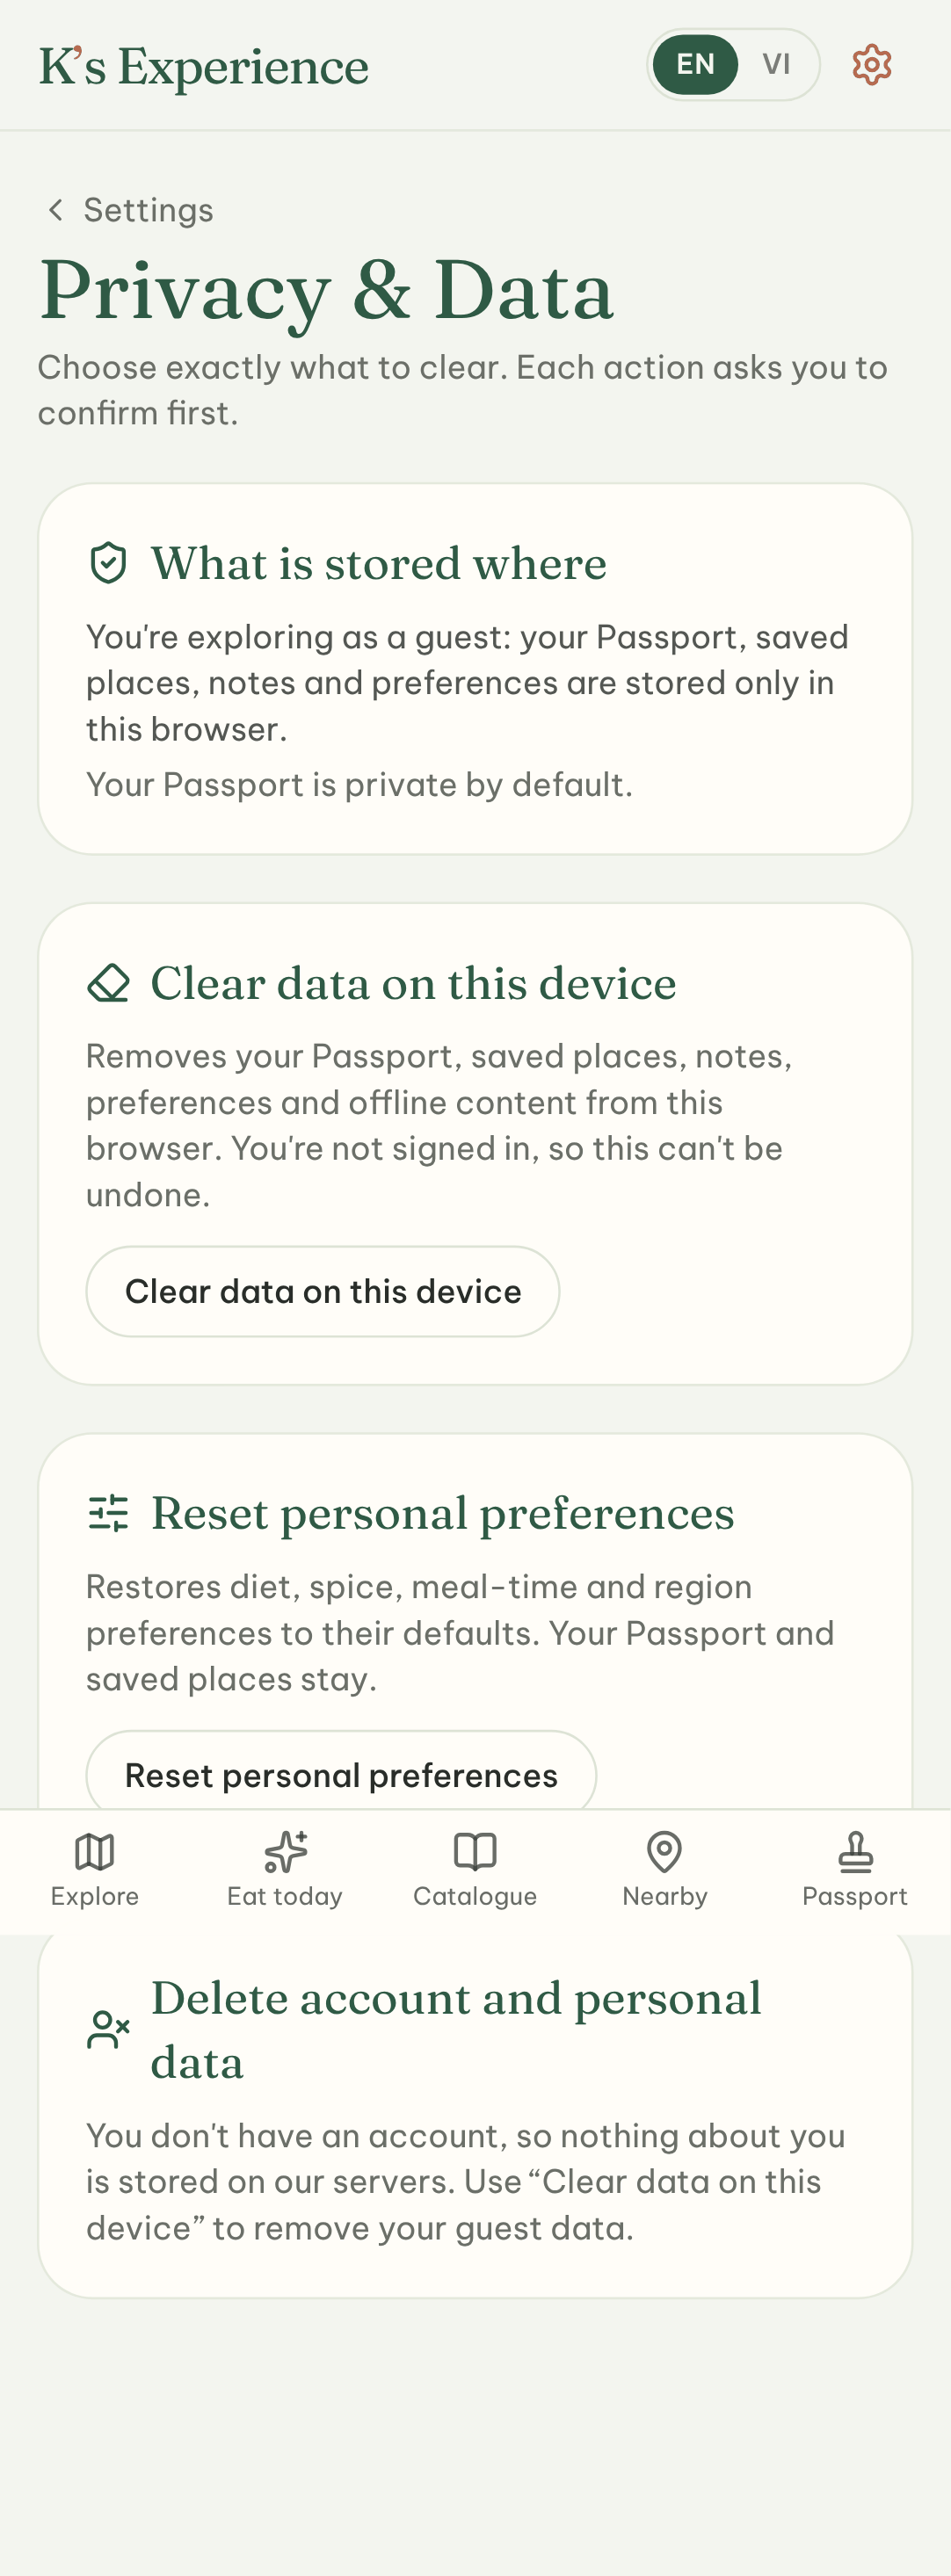 K’s Experience
EN VI
Settings
Privacy & Data
Choose exactly what to clear. Each action asks you to
confirm first.
What is stored where
You're exploring as a guest: your Passport, saved
places, notes and preferences are stored only in
this browser.
Your Passport is private by default.
Clear data on this device
Removes your Passport, saved places, notes,
preferences and offline content from this
browser. You're not signed in, so this can't be
undone.
Clear data on this device
Reset personal preferences
Restores diet, spice, meal-time and region
preferences to their defaults. Your Passport and
saved places stay.
Reset personal preferences
Explore Eat today Catalogue Nearby Passport
Delete account and personal
data
You don't have an account, so nothing about you
is stored on our servers. Use “Clear data on this
device” to remove your guest data.